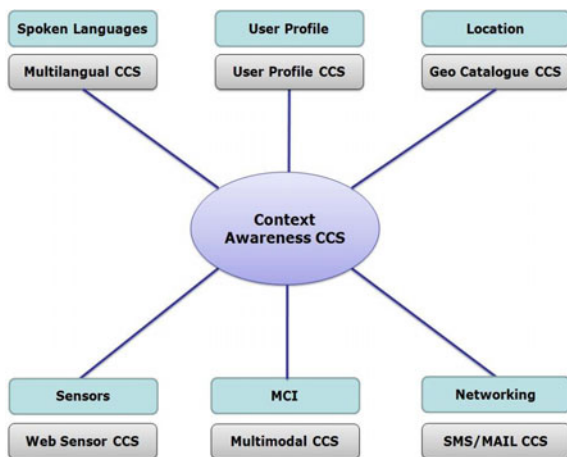 Spoken Languages
User Profile
Location
Multilangual CCS
User Profile CCS
Geo Catalogue CCS
Context
Awareness CCS
Sensors
MCI
Networking
Web Sensor CCS
Multimodal CCS
SMS/MAIL CCS